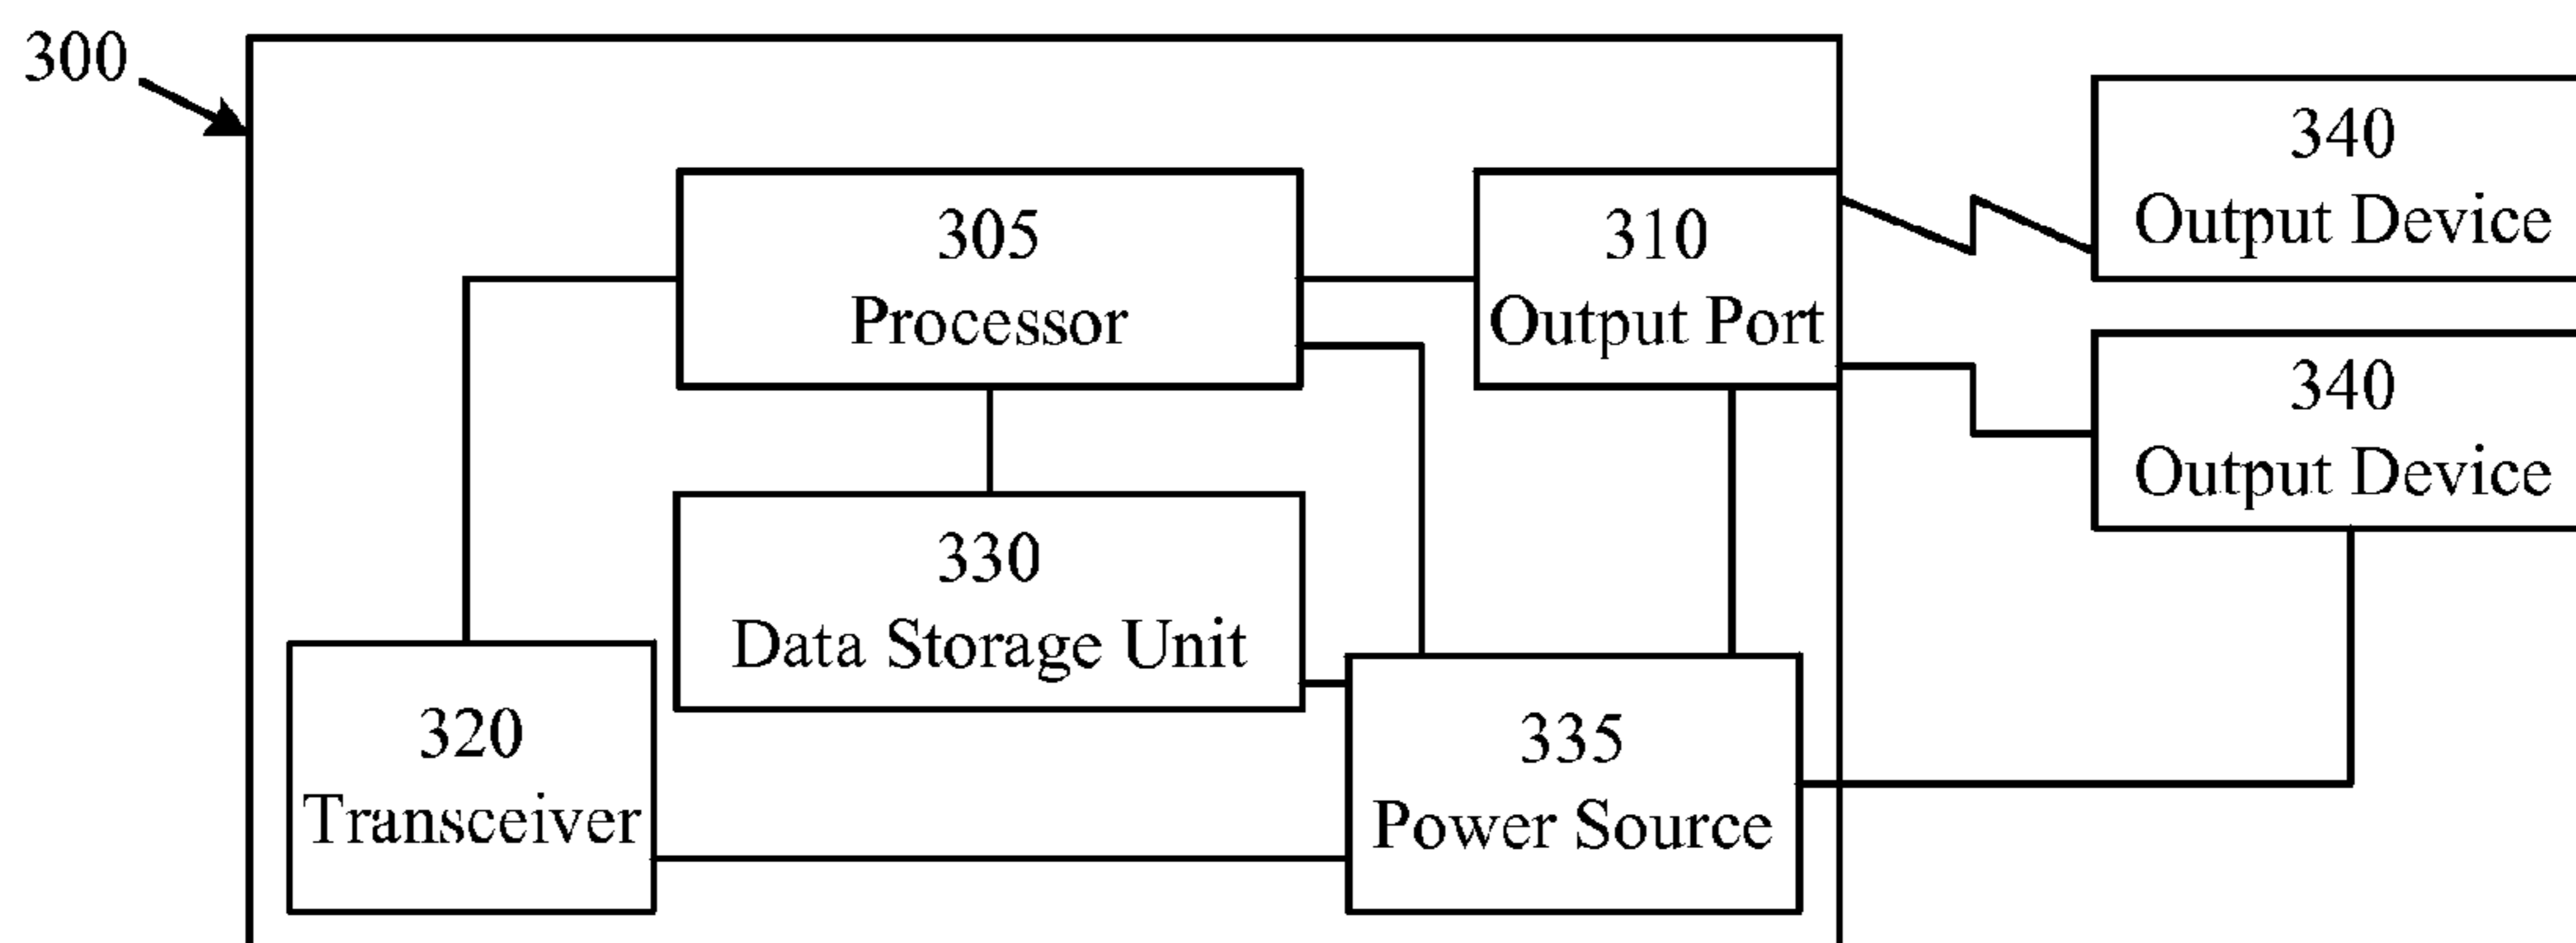 300
340
Output Device
305
Processor
310
Output Port
340
Output Device
330
Data Storage Unit
320
Transceiver
335
Power Source